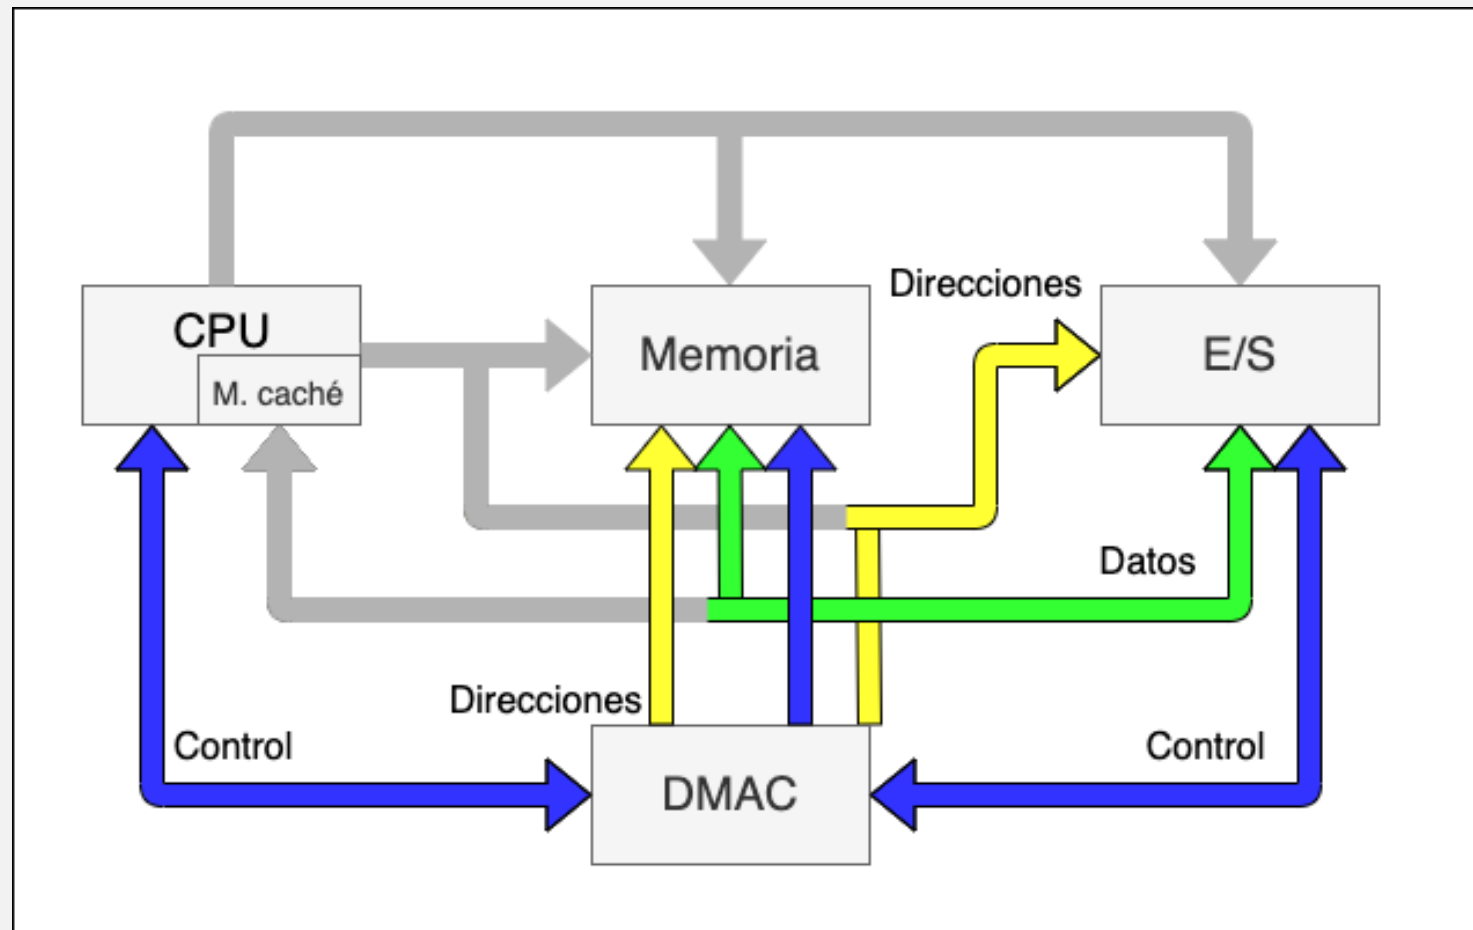 Direcciones
CPU
M. caché
Memoria
E/S
Datos
Direcciones
Control
Control
DMAC